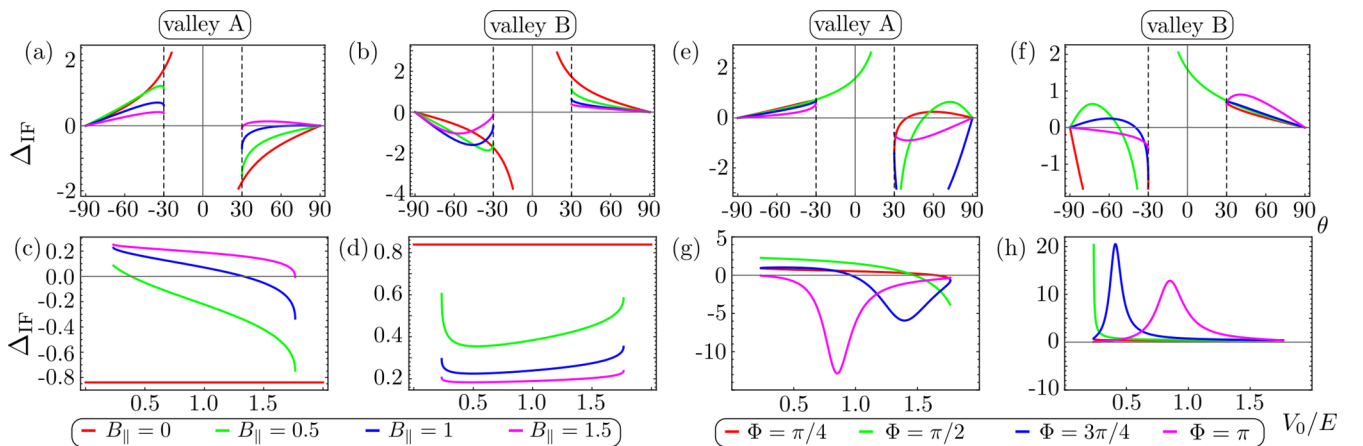 valley A valley B valley A valley B
(a) (b) (e) (f)
2 2 2 2
1 1
0 0 0 0
-1
-2 -2 -2
-4
Δ_IF
-90 -60 -30 0 30 60 90 -90 -60 -30 0 30 60 90 -90 -60 -30 0 30 60 90 -90 -60 -30 0 30 60 90
θ
(c) (d) (g) (h)
0.2 0.8 5 20
0.0 0 10
-0.2 0.6 -5 0
-0.4 0.4 -10 -10
-0.6
-0.8 0.2
Δ_IF
0.5 1.0 1.5 0.5 1.0 1.5 0.5 1.0 1.5 0.5 1.0 1.5
V₀/E
B_∥ = 0 B_∥ = 0.5 B_∥ = 1 B_∥ = 1.5 Φ = π/4 Φ = π/2 Φ = 3π/4 Φ = π